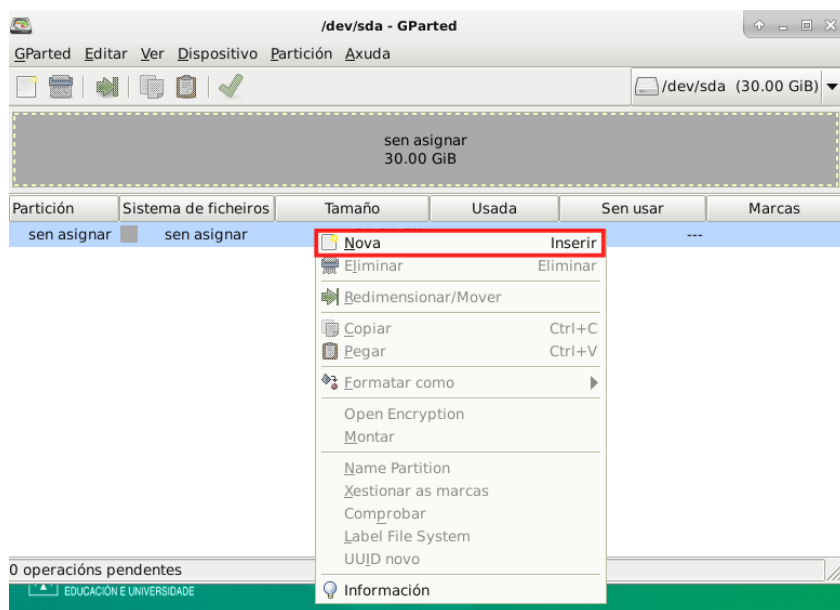 /dev/sda - GParted
GParted Editar Ver Dispositivo Partición Axuda
/dev/sda (30.00 GiB)
sen asignar
30.00 GiB
Partición Sistema de ficheiros Tamaño Usada Sen usar Marcas
sen asignar sen asignar ---
Nova Inserir
Eliminar Eliminar
Redimensionar/Mover
Copiar Ctrl+C
Pegar Ctrl+V
Formatar como
Open Encryption
Montar
Name Partition
Xestionar as marcas
Comprobar
Label File System
UUID novo
Información
0 operacións pendentes
EDUCACIÓN E UNIVERSIDADE